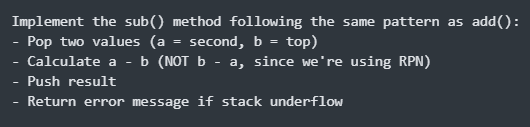 Implement the sub() method following the same pattern as add():
- Pop two values (a = second, b = top)
- Calculate a - b (NOT b - a, since we're using RPN)
- Push result
- Return error message if stack underflow